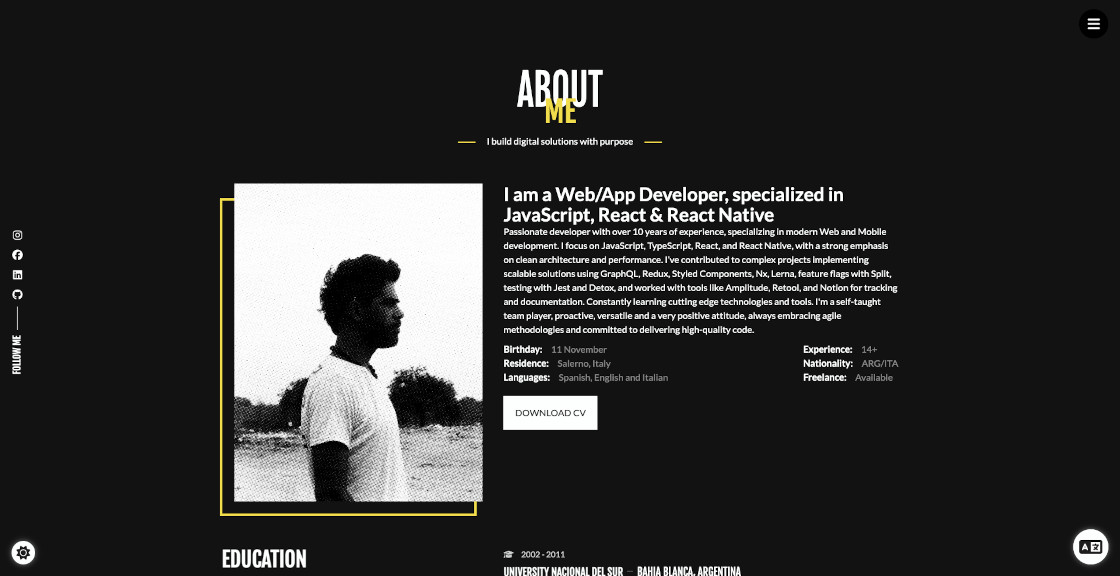 ABOUT
ME
I build digital solutions with purpose
I am a Web/App Developer, specialized in
JavaScript, React & React Native
Passionate developer with over 10 years of experience, specializing in modern Web and Mobile
development. I focus on JavaScript, TypeScript, React, and React Native, with a strong emphasis
on clean architecture and performance. I've contributed to complex projects implementing
scalable solutions using GraphQL, Redux, Styled Components, Nx, Lerna, feature flags with Split,
testing with Jest and Detox, and worked with tools like Amplitude, Retool, and Notion for tracking
and documentation. Constantly learning cutting edge technologies and tools. I'm a self-taught
team player, proactive, versatile and a very positive attitude, always embracing agile
methodologies and committed to delivering high-quality code.
Birthday: 11 November Experience: 14+
Residence: Salerno, Italy Nationality: ARG/ITA
Languages: Spanish, English and Italian Freelance: Available
DOWNLOAD CV
FOLLOW ME
EDUCATION
2002 - 2011
UNIVERSITY NACIONAL DEL SUR — BAHIA BLANCA, ARGENTINA
A